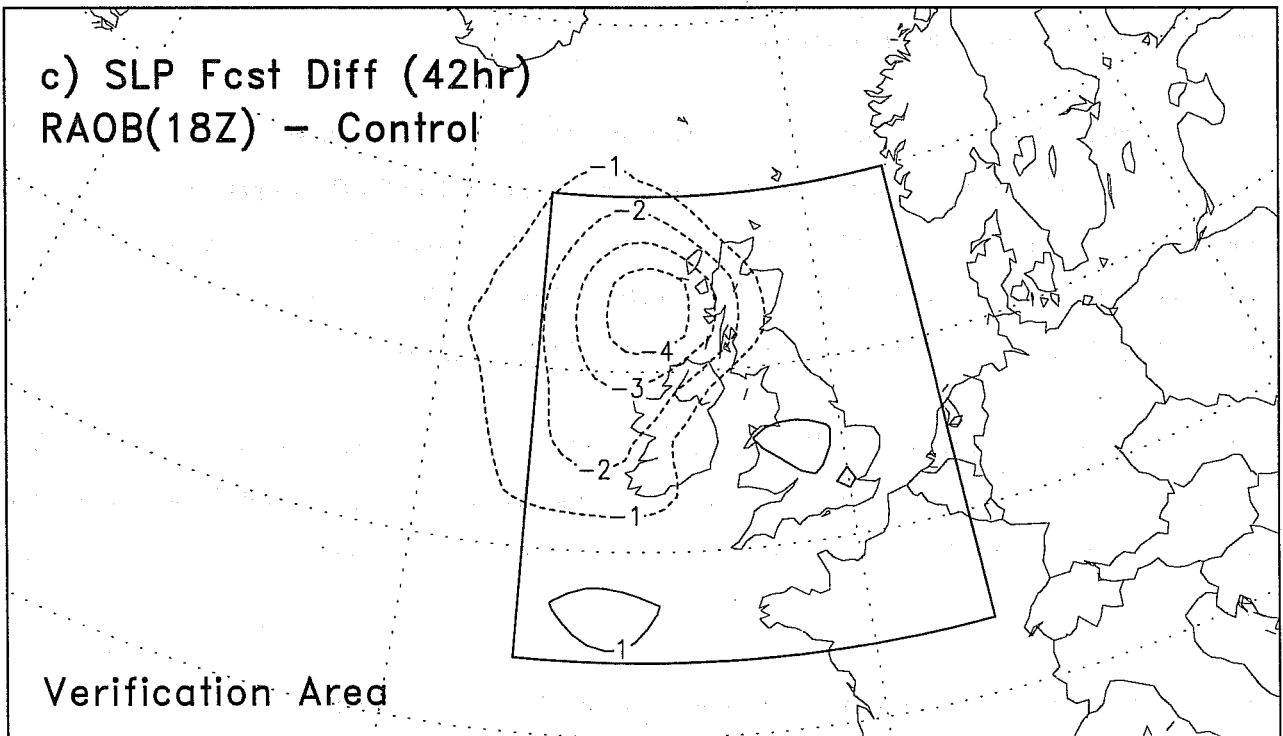 c) SLP Fcst Diff (42hr)
RAOB(18Z) - Control
-1
-2
-4
-3
-2
-1
1
Verification Area